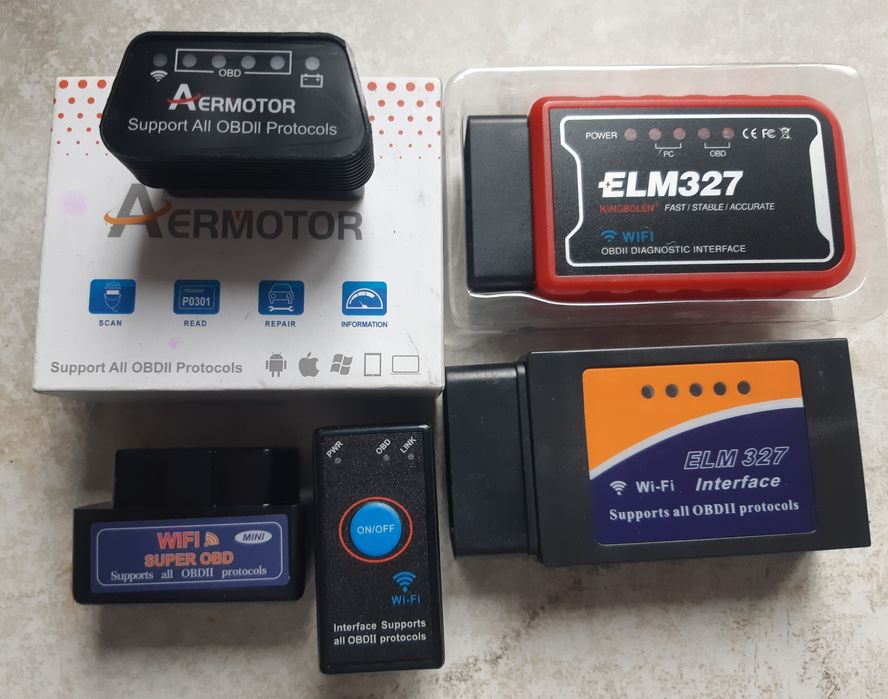 OBD
AERMOTOR
Support All OBDII Protocols
AERMOTOR
SCAN
P0301
READ
REPAIR
INFORMATION
Support All OBDII Protocols
POWER
PC
OBD
CE FC
ELM327
KINGBOLEN® FAST / STABLE / ACCURATE
WIFI
OBDII DIAGNOSTIC INTERFACE
WIFI
MINI
SUPER OBD
Supports all OBDII protocols
PWR
OBD
LINK
ON/OFF
Wi-Fi
Interface Supports
all OBDII protocols
ELM 327
Wi-Fi Interface
Supports all OBDII protocols